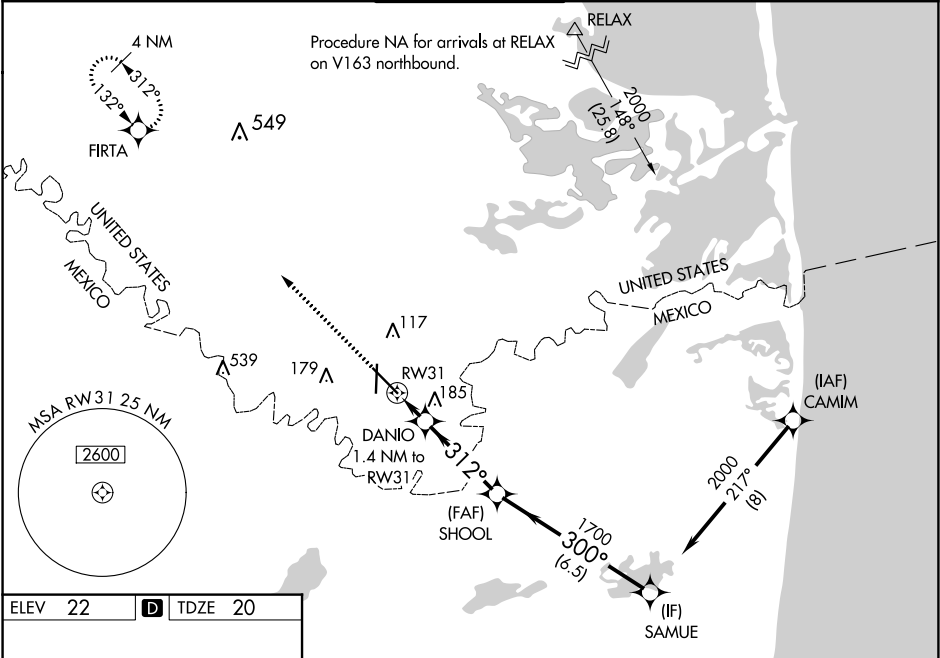 4 NM
312°
132°
FIRTA
549
Procedure NA for arrivals at RELAX
on V163 northbound.
RELAX
2000
148°
(25.8)
UNITED STATES
MEXICO
UNITED STATES
MEXICO
117
539
179
RW31
185
DANIO
1.4 NM to
RW31
312°
(FAF)
SHOOL
1700
300°
(6.5)
(IAF)
CAMIM
2000
217°
(8)
(IF)
SAMUE
MSA RW31 25 NM
2600
ELEV 22 D TDZE 20